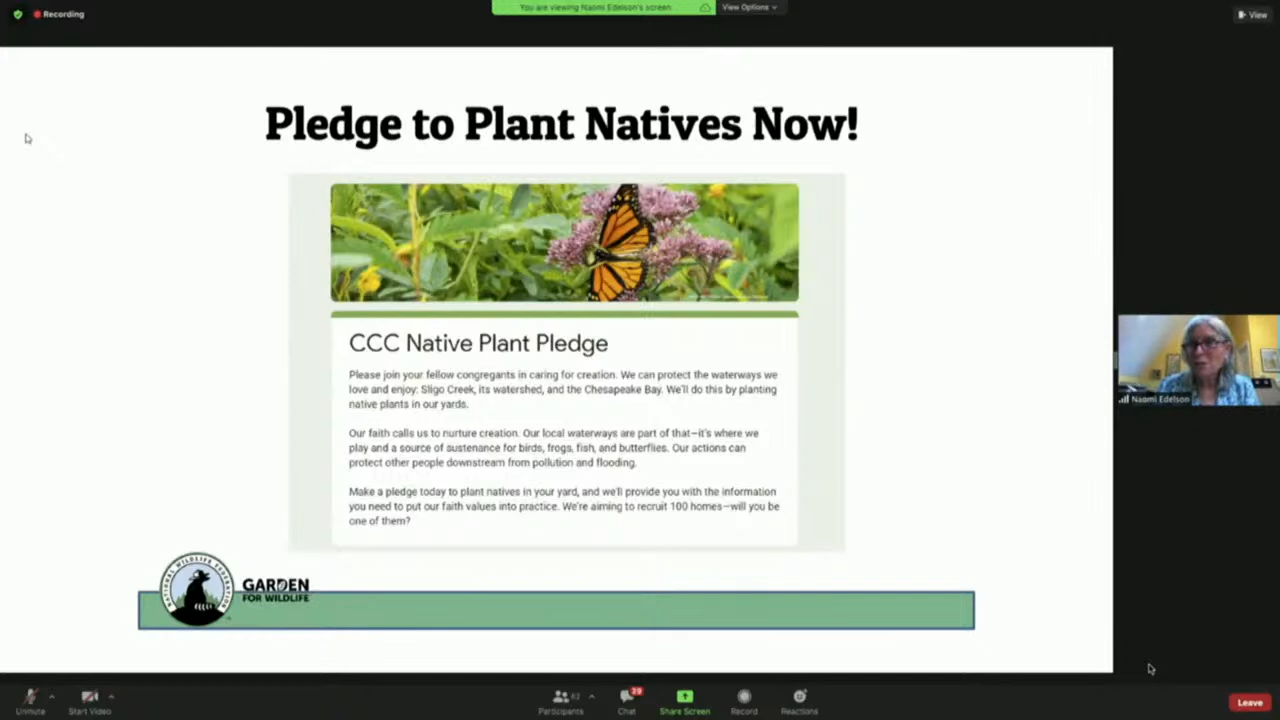 Recording
You are viewing Naomi Edelson's screen
View Options
View
Pledge to Plant Natives Now!
CCC Native Plant Pledge
Please join your fellow congregants in caring for creation. We can protect the waterways we
love and enjoy: Sligo Creek, its watershed, and the Chesapeake Bay. We'll do this by planting
native plants in our yards.
Our faith calls us to nurture creation. Our local waterways are part of that—it's where we
play and a source of sustenance for birds, frogs, fish, and butterflies. Our actions can
protect other people downstream from pollution and flooding.
Make a pledge today to plant natives in your yard, and we'll provide you with the information
you need to put our faith values into practice. We're aiming to recruit 100 homes—will you be
one of them?
Naomi Edelson
NATIONAL WILDLIFE FEDERATION
GARDEN
FOR WILDLIFE
Unmute
Start Video
Participants
Chat
39
Share Screen
Record
Reactions
Leave